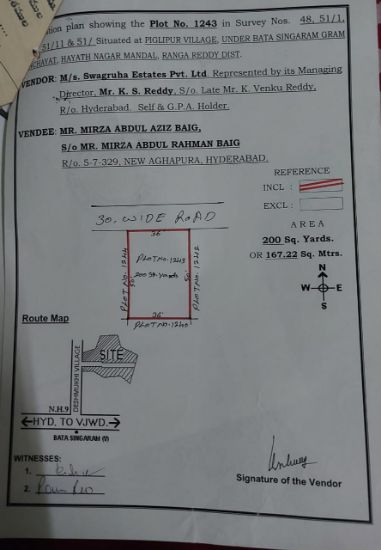 plan showing the Plot No. 1243 in Survey Nos. 48, 51/1,
51/11 & 51/ Situated at PIGLIPUR VILLAGE, UNDER BATA SINGARAM GRAM
HAYATH NAGAR MANDAL, RANGA REDDY DIST.
VENDOR: M/s. Swagruha Estates Pvt. Ltd Represented by its Managing
Director, Mr. K. S. Reddy, S/o. Late Mr. K. Venku Reddy,
R/o. Hyderabad. Self & G.P.A. Holder.
VENDEE: MR. MIRZA ABDUL AZIZ BAIG,
S/o MR. MIRZA ABDUL RAHMAN BAIG
R/o. 5-7-329, NEW AGHAPURA, HYDERABAD.
REFERENCE
INCL :
EXCL :
AREA
200 Sq. Yards.
OR 167.22 Sq. Mtrs.
N
W E
S
30. WIDE ROAD
36'
PLOT NO. 1244
50'
PLOT No. 1243
200 Sq. yards
50'
PLOT NO. 1242
36'
PLOT NO. 1240
Route Map
SITE
DESHMUKHI VILLAGE
N.H.9
HYD. TO VJWD.
BATA SINGARAM (V)
WITNESSES:
1.
2.
Signature of the Vendor